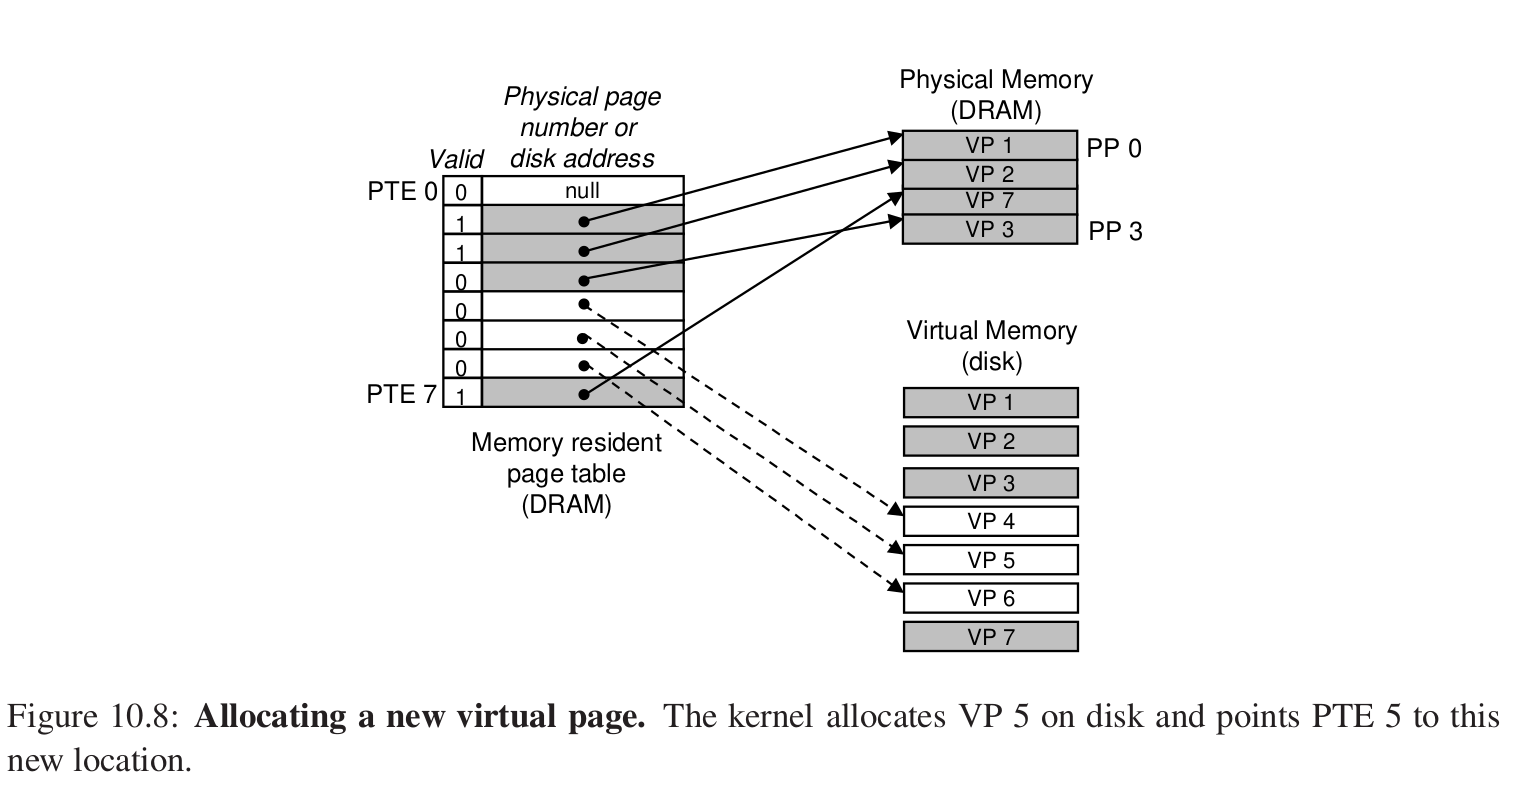 Physical page
number or
disk address
Valid
PTE 0
0
null
1
1
0
0
0
0
PTE 7
1
Memory resident
page table
(DRAM)
Physical Memory
(DRAM)
VP 1
PP 0
VP 2
VP 7
VP 3
PP 3
Virtual Memory
(disk)
VP 1
VP 2
VP 3
VP 4
VP 5
VP 6
VP 7
Figure 10.8: Allocating a new virtual page. The kernel allocates VP 5 on disk and points PTE 5 to this
new location.